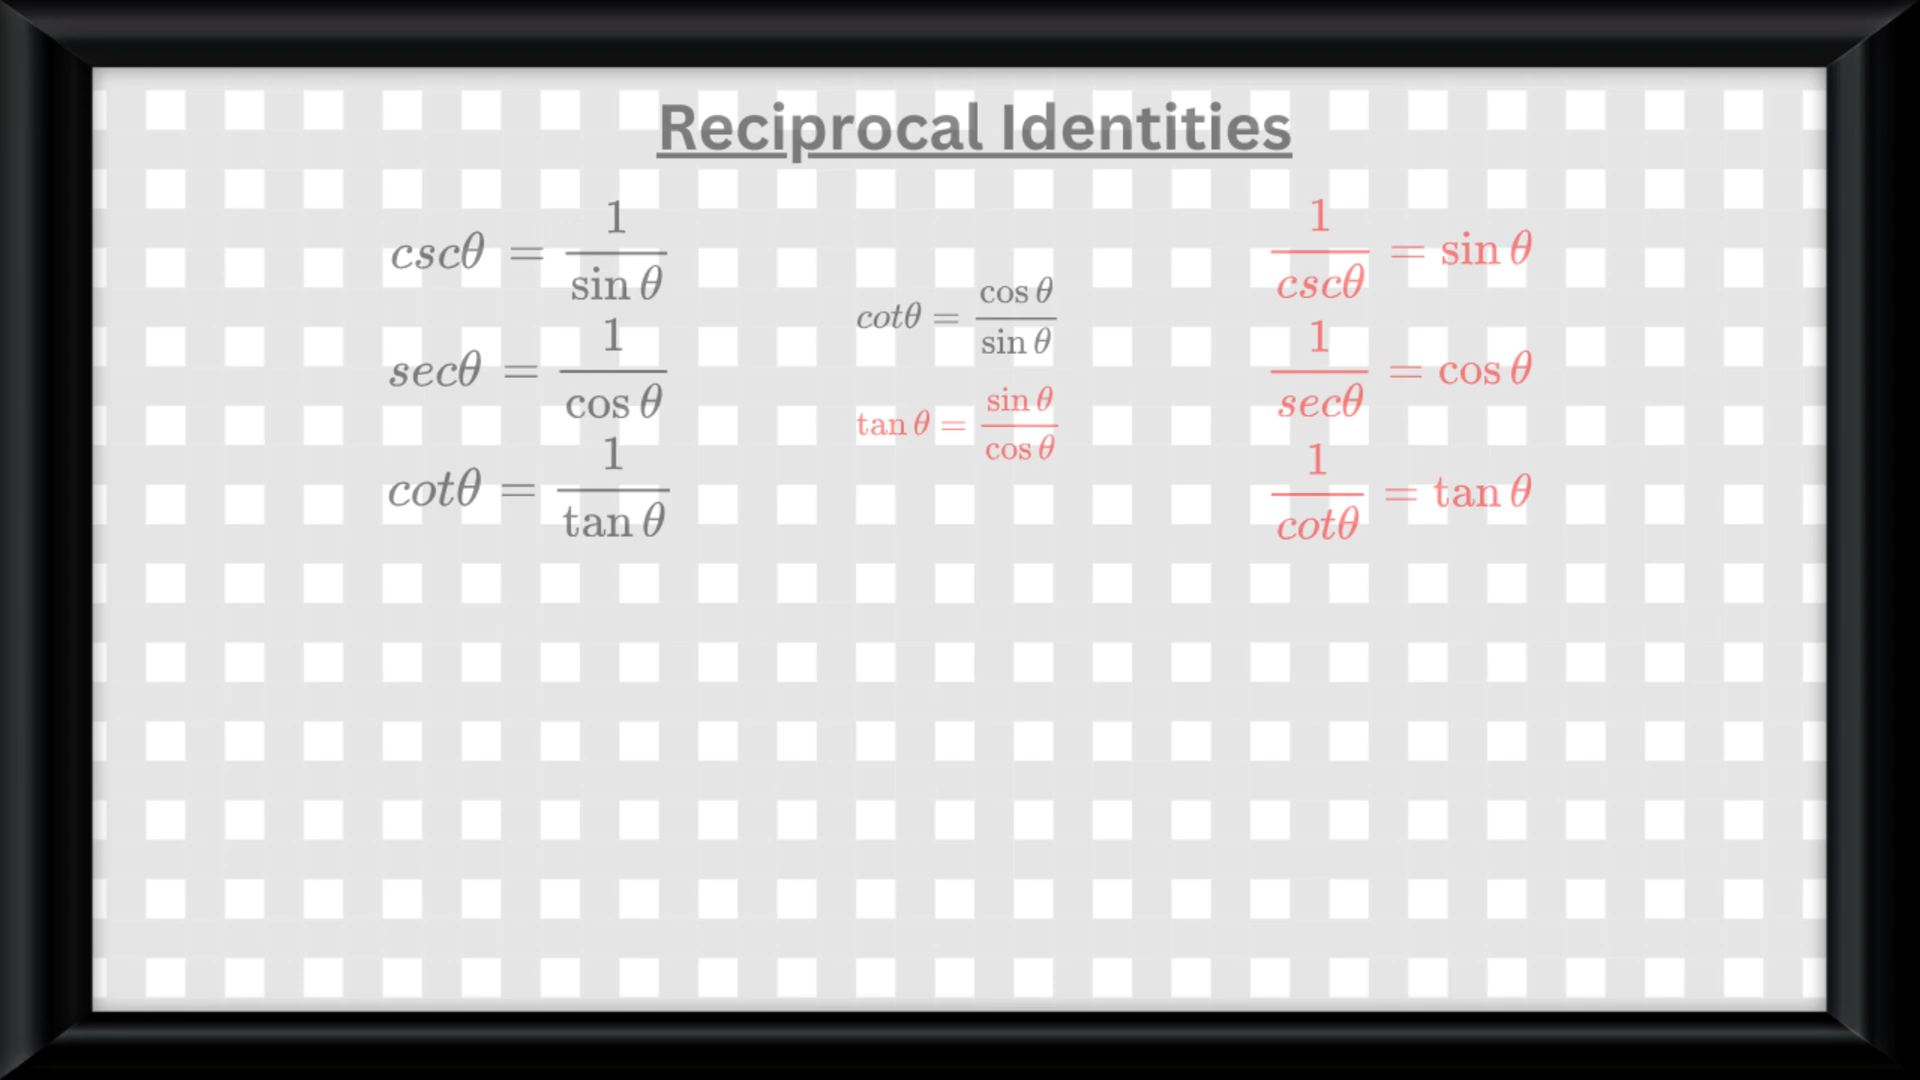 Reciprocal Identities
cscθ = 1/sin θ
secθ = 1/cos θ
cotθ = 1/tan θ
cotθ = cos θ/sin θ
tan θ = sin θ/cos θ
1/cscθ = sin θ
1/secθ = cos θ
1/cotθ = tan θ